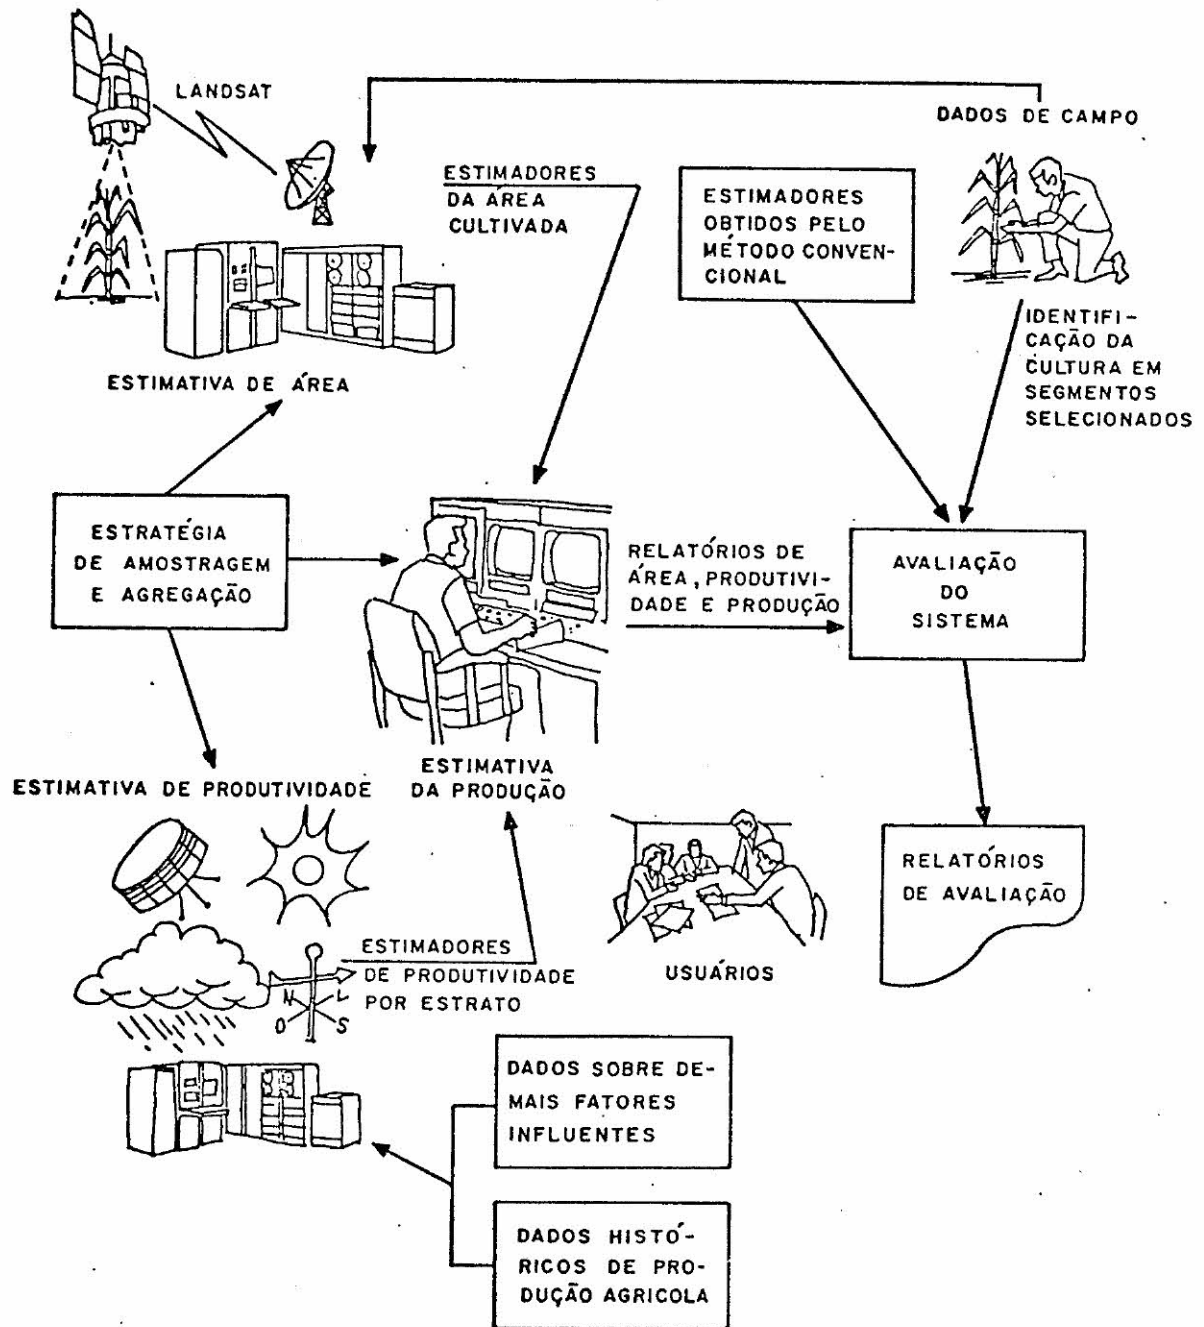 LANDSAT
DADOS DE CAMPO
ESTIMADORES
DA ÁREA
CULTIVADA
ESTIMADORES
OBTIDOS PELO
MÉTODO CONVEN-
CIONAL
IDENTIFI-
CAÇÃO DA
CULTURA EM
SEGMENTOS
SELECIONADOS
ESTIMATIVA DE ÁREA
ESTRATÉGIA
DE AMOSTRAGEM
E AGREGAÇÃO
RELATÓRIOS DE
ÁREA, PRODUTIVI-
DADE E PRODUÇÃO
AVALIAÇÃO
DO
SISTEMA
ESTIMATIVA DE PRODUTIVIDADE
ESTIMATIVA
DA PRODUÇÃO
RELATÓRIOS
DE AVALIAÇÃO
USUÁRIOS
ESTIMADORES
DE PRODUTIVIDADE
POR ESTRATO
N L
O S
DADOS SOBRE DE-
MAIS FATORES
INFLUENTES
DADOS HISTÓ-
RICOS DE PRO-
DUÇÃO AGRICOLA